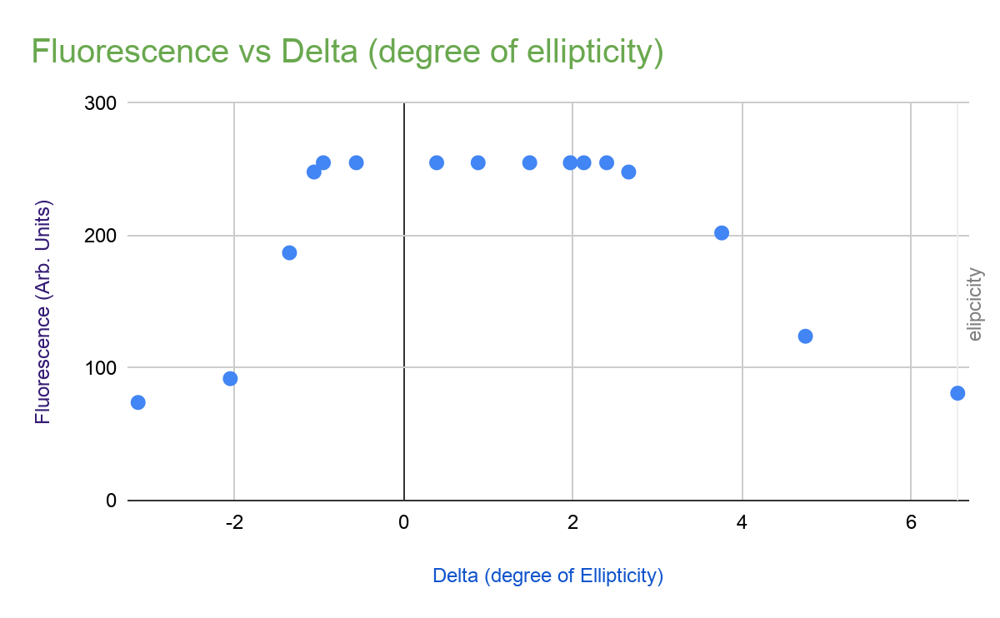 Fluorescence vs Delta (degree of ellipticity)
300
200
100
0
Fluorescence (Arb. Units)
elipcicity
-2
0
2
4
6
Delta (degree of Ellipticity)